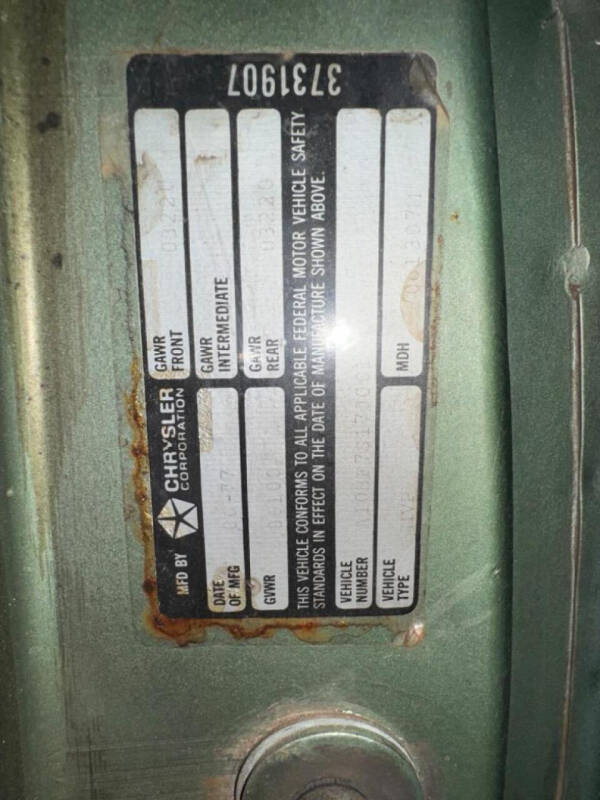 MFD BY CHRYSLER CORPORATION
DATE OF MFG
GAWR FRONT 03220
GVWR
GAWR INTERMEDIATE
GAWR REAR 03220
THIS VEHICLE CONFORMS TO ALL APPLICABLE FEDERAL MOTOR VEHICLE SAFETY
STANDARDS IN EFFECT ON THE DATE OF MANUFACTURE SHOWN ABOVE.
VEHICLE NUMBER
VEHICLE TYPE
MDH
3731907